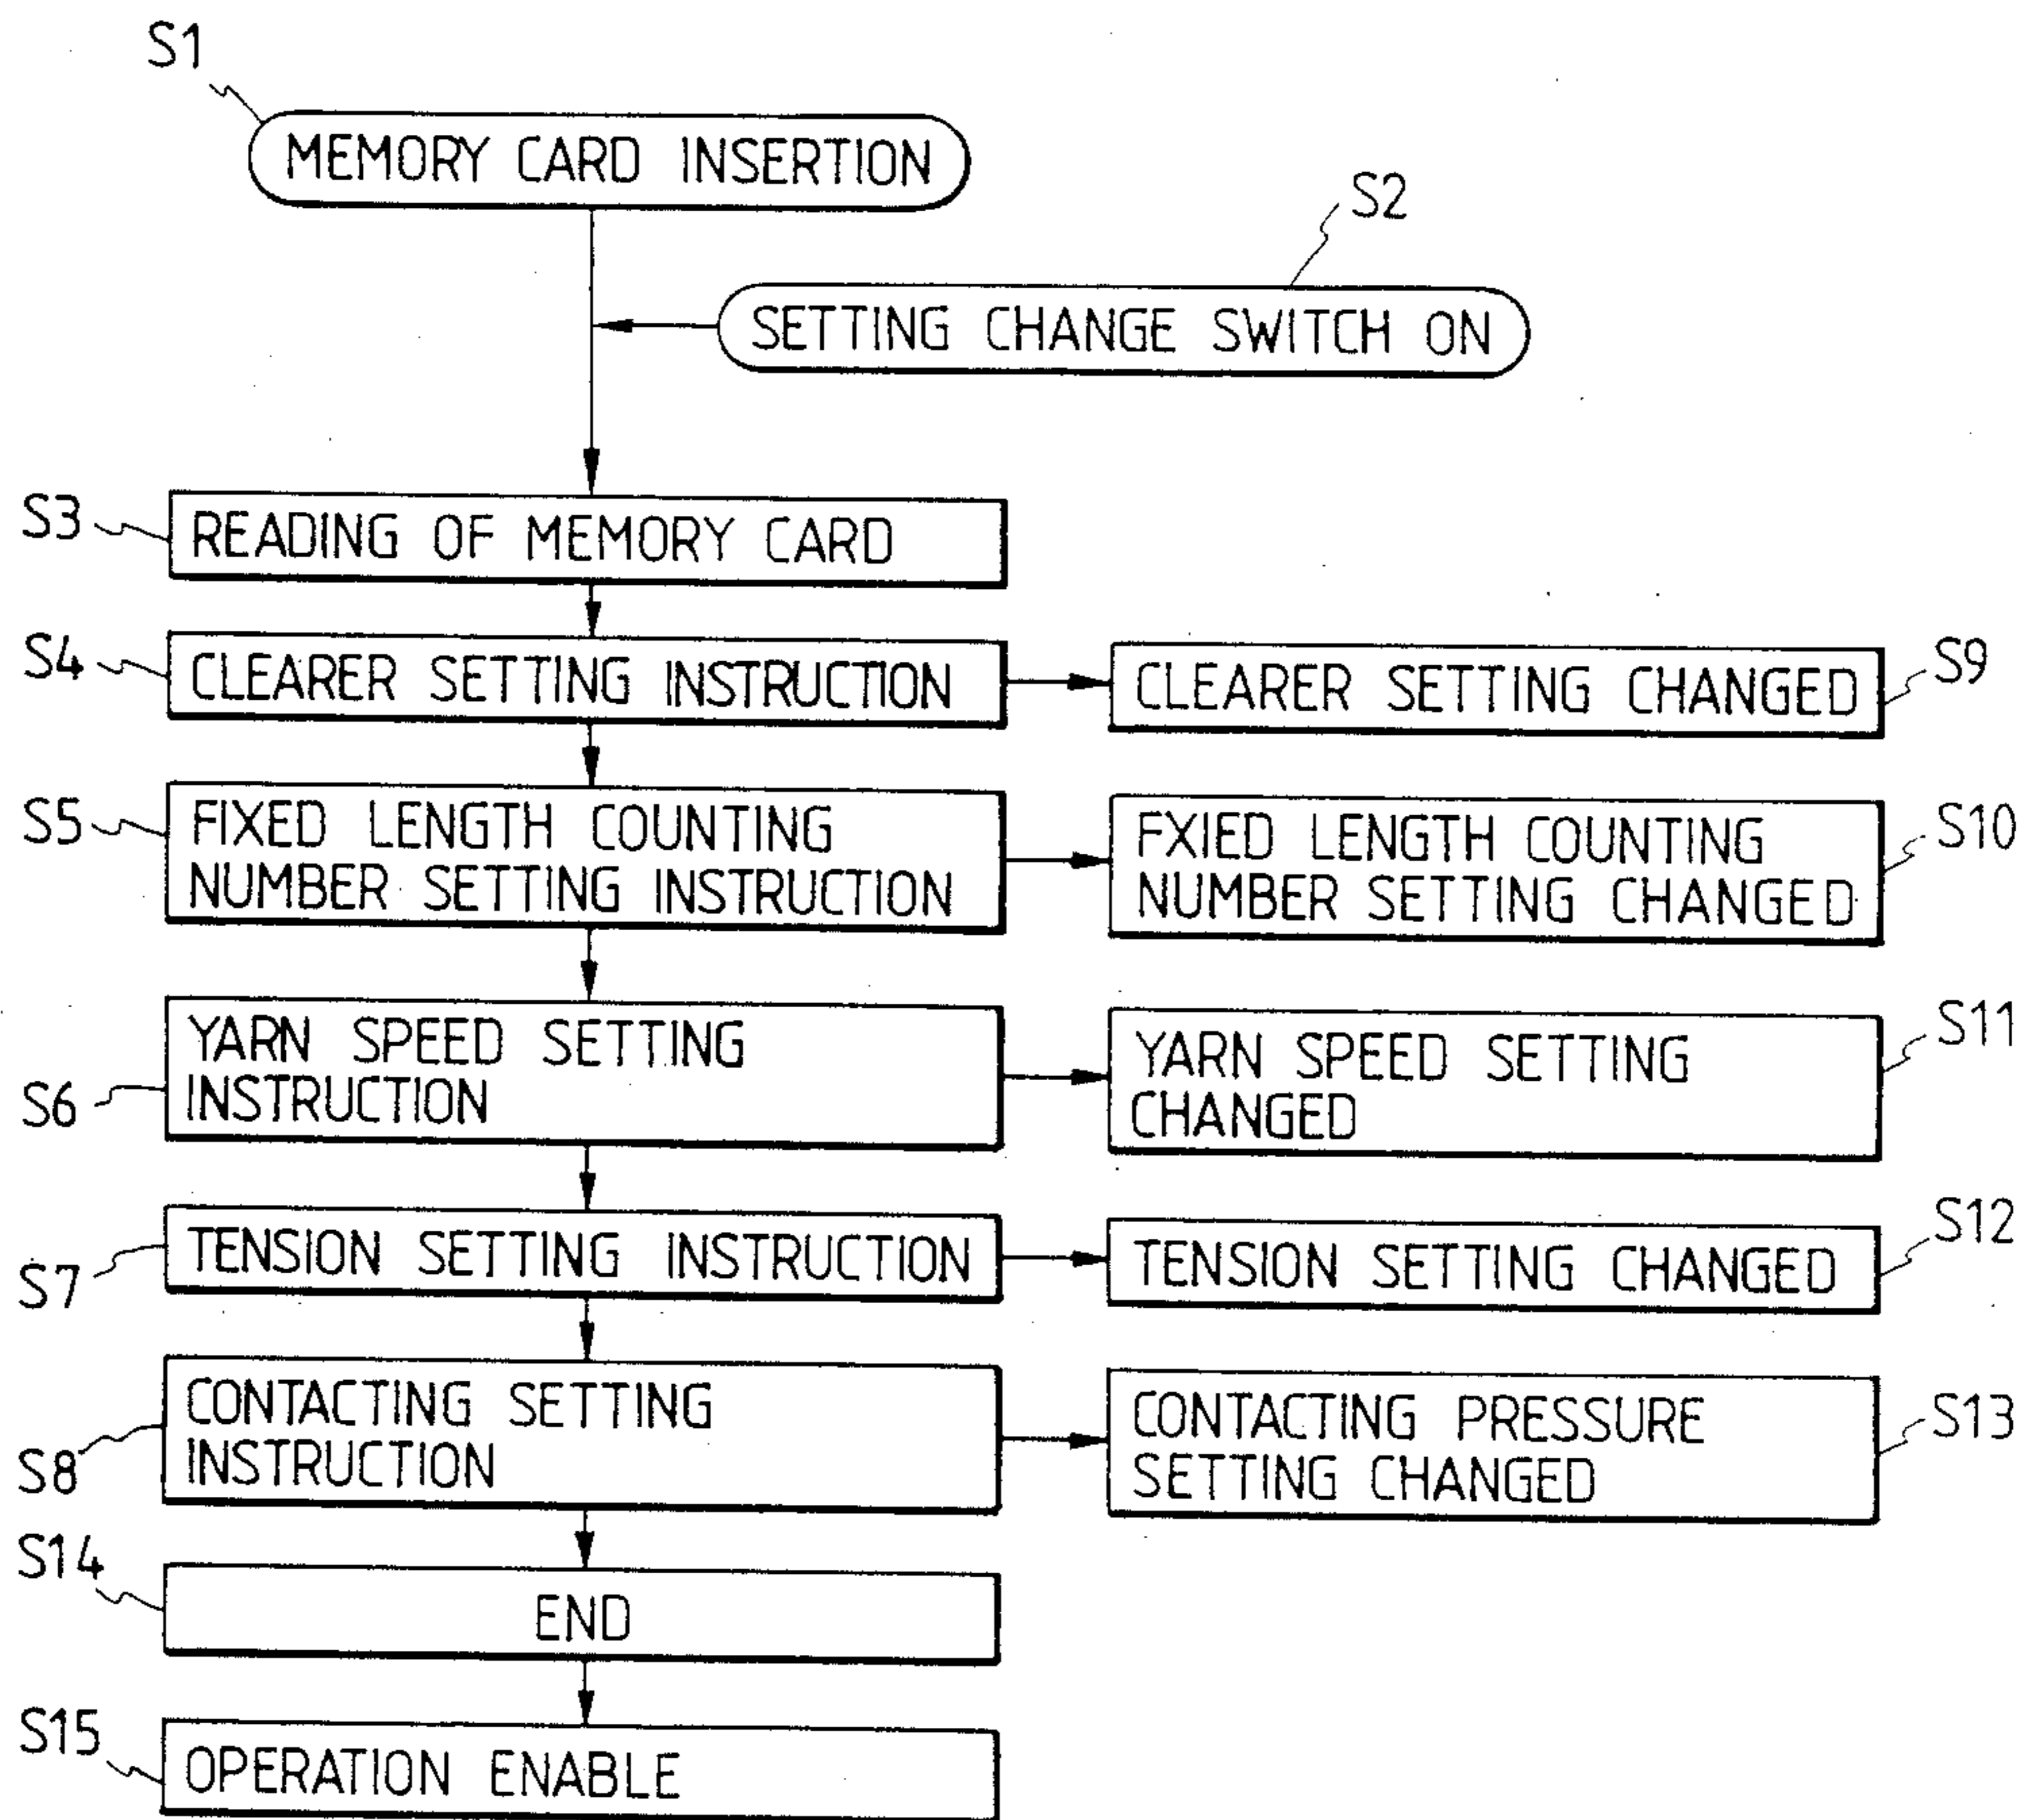 S1
MEMORY CARD INSERTION
S2
SETTING CHANGE SWITCH ON
S3
READING OF MEMORY CARD
S4
CLEARER SETTING INSTRUCTION
CLEARER SETTING CHANGED
S9
S5
FIXED LENGTH COUNTING
NUMBER SETTING INSTRUCTION
FXIED LENGTH COUNTING
NUMBER SETTING CHANGED
S10
S6
YARN SPEED SETTING
INSTRUCTION
YARN SPEED SETTING
CHANGED
S11
S7
TENSION SETTING INSTRUCTION
TENSION SETTING CHANGED
S12
S8
CONTACTING SETTING
INSTRUCTION
CONTACTING PRESSURE
SETTING CHANGED
S13
S14
END
S15
OPERATION ENABLE